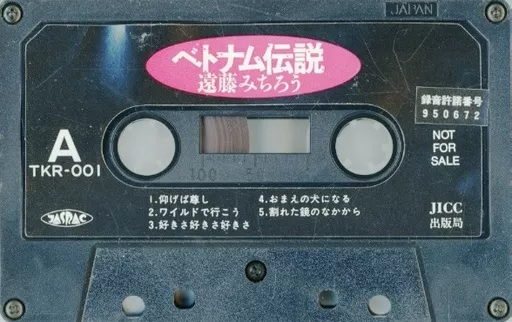 JAPAN
ベトナム伝説
遠藤みちろう
録音許諾番号
950672
A
TKR-001
NOT
FOR
SALE
100 5
1.仰げば尊し
2.ワイルドで行こう
3.好きさ好きさ好きさ
4.おまえの犬になる
5.割れた鏡のなかから
JASRAC
JICC
出版局